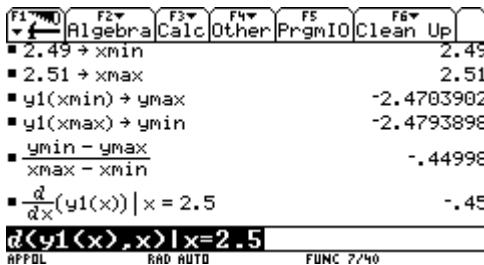 F1 F2 Algebra F3 Calc F4 Other F5 PrgmIO F6 Clean Up
▪ 2.49 → xmin 2.49
▪ 2.51 → xmax 2.51
▪ y1(xmin) → ymax -2.4703902
▪ y1(xmax) → ymin -2.4793898
▪ ymin - ymax
xmax - xmin -.44998
▪ d/dx(y1(x)) | x = 2.5 -.45
d(y1(x),x)|x=2.5
APPOL RAD AUTO FUNC 7/40